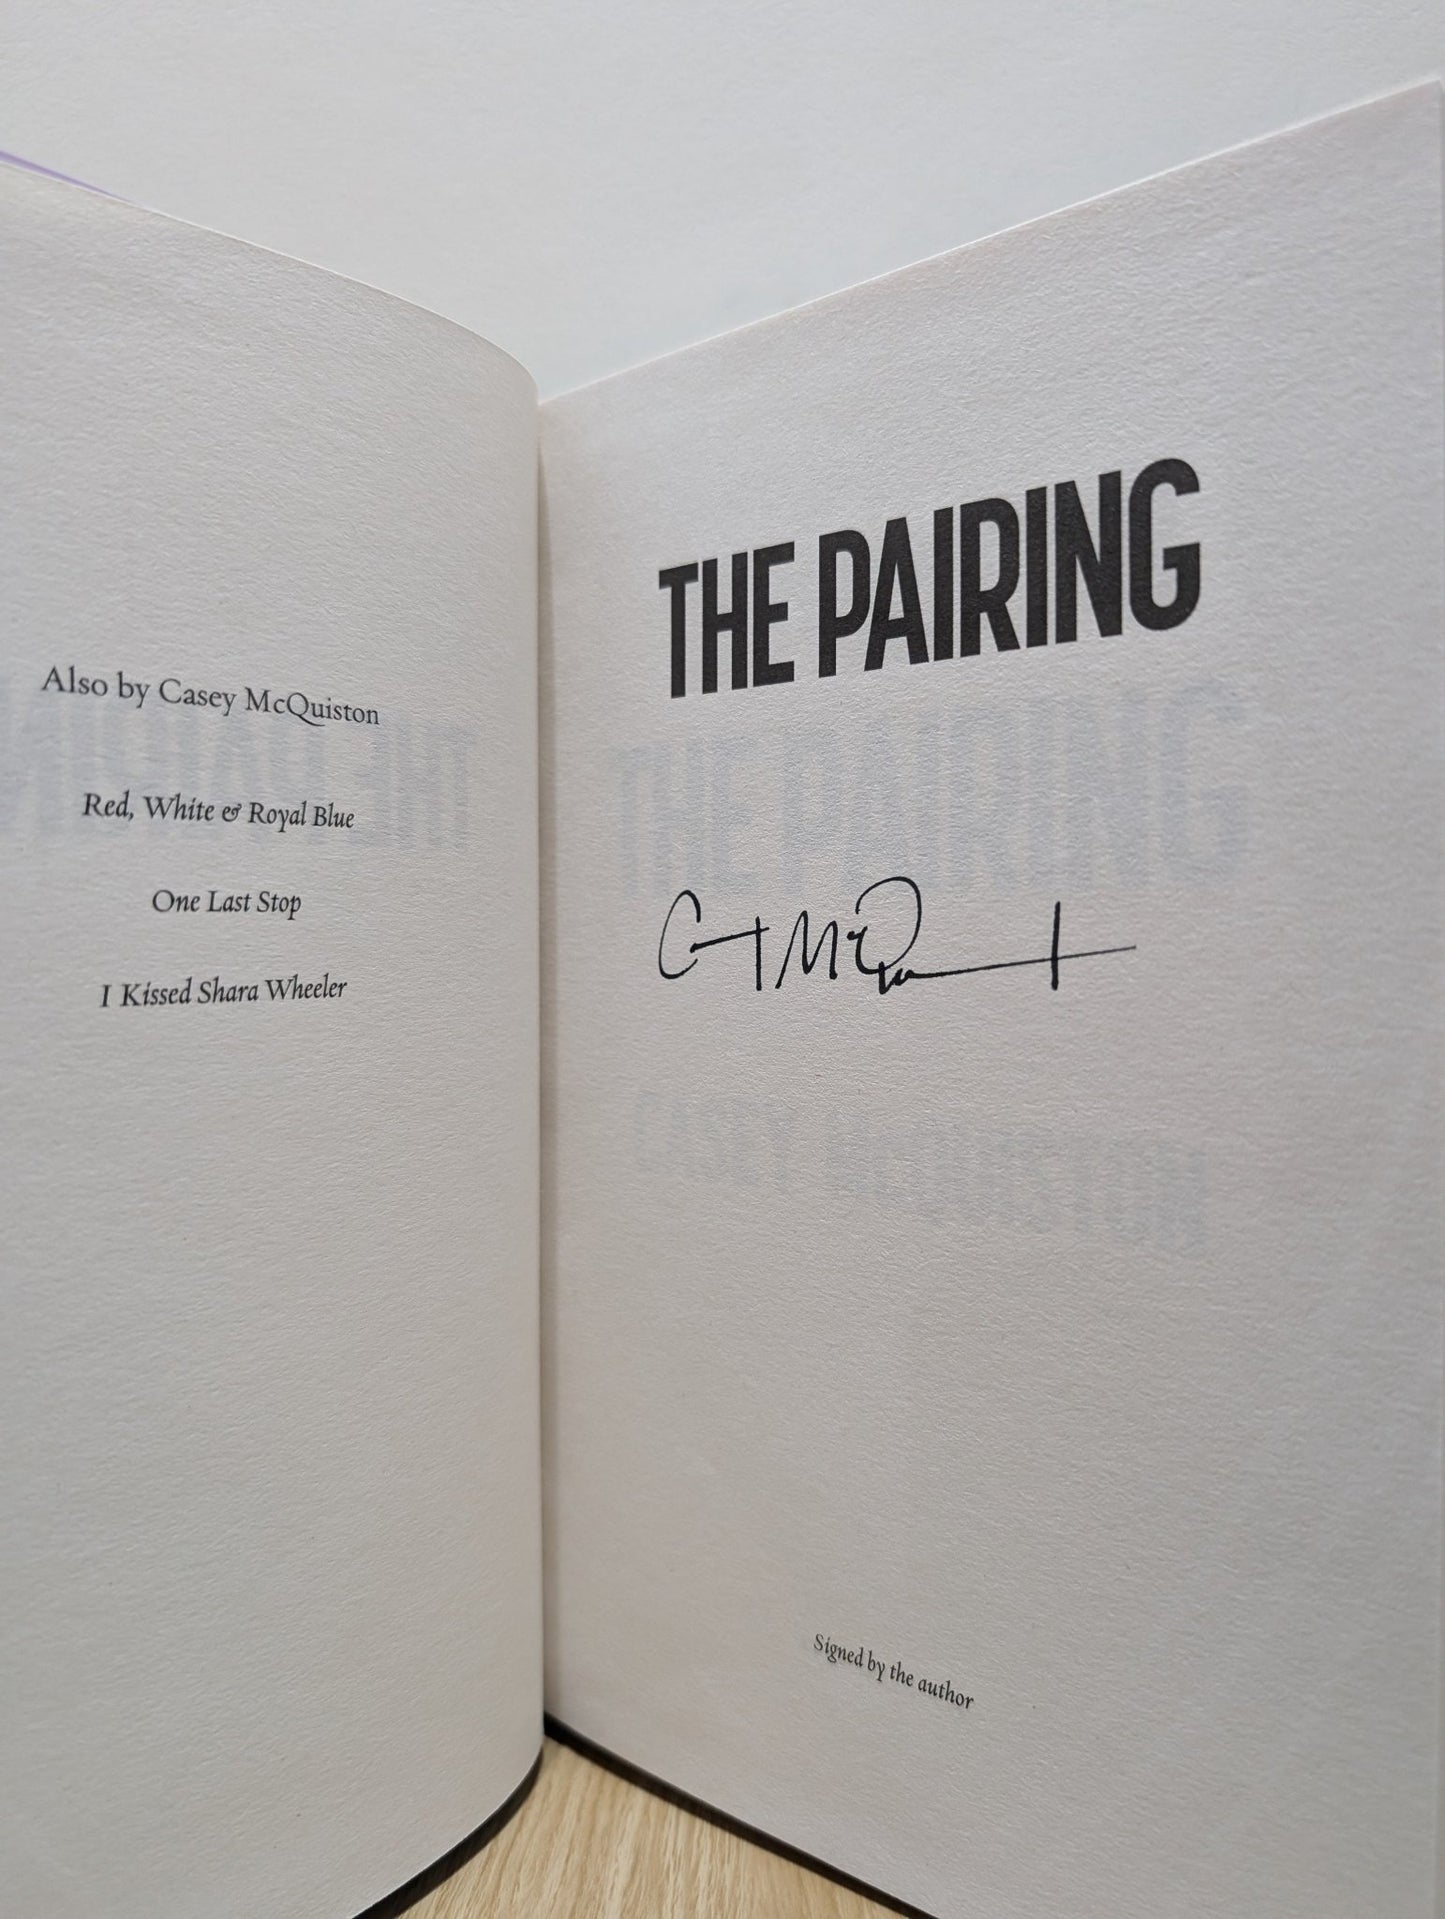 Also by Casey McQuiston
Red, White & Royal Blue
One Last Stop
I Kissed Shara Wheeler
THE PAIRING
Signed by the author